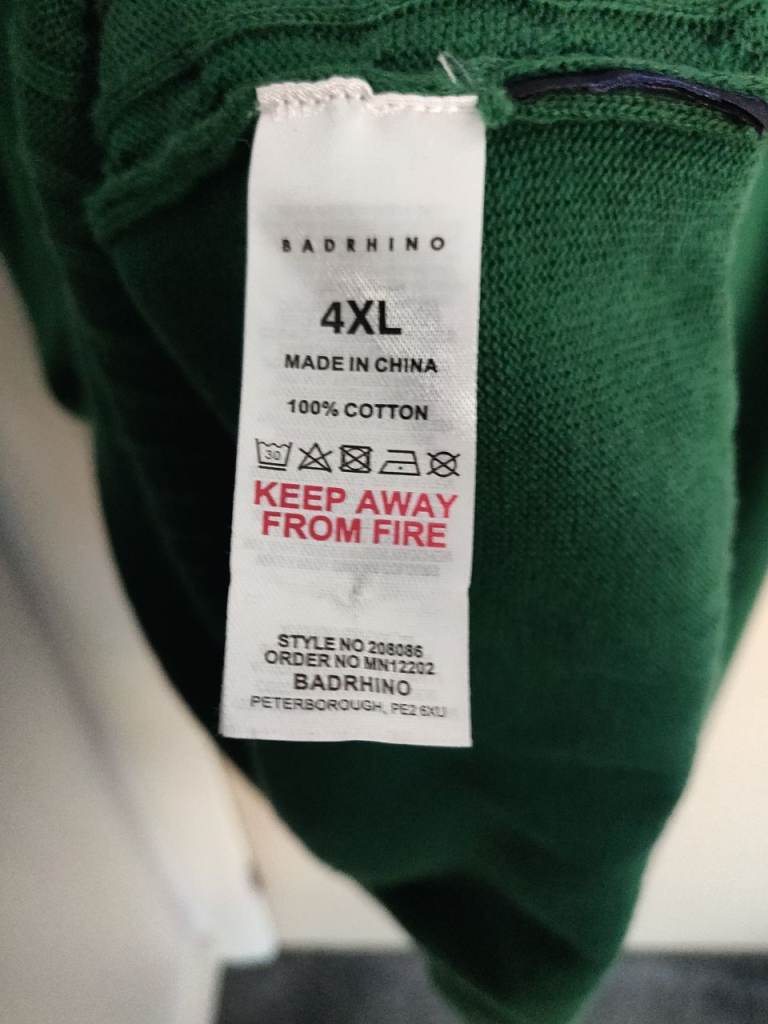 BADRHINO
4XL
MADE IN CHINA
100% COTTON
30
KEEP AWAY
FROM FIRE
STYLE NO 208086
ORDER NO MN12202
BADRHINO
PETERBOROUGH, PE2 6XU